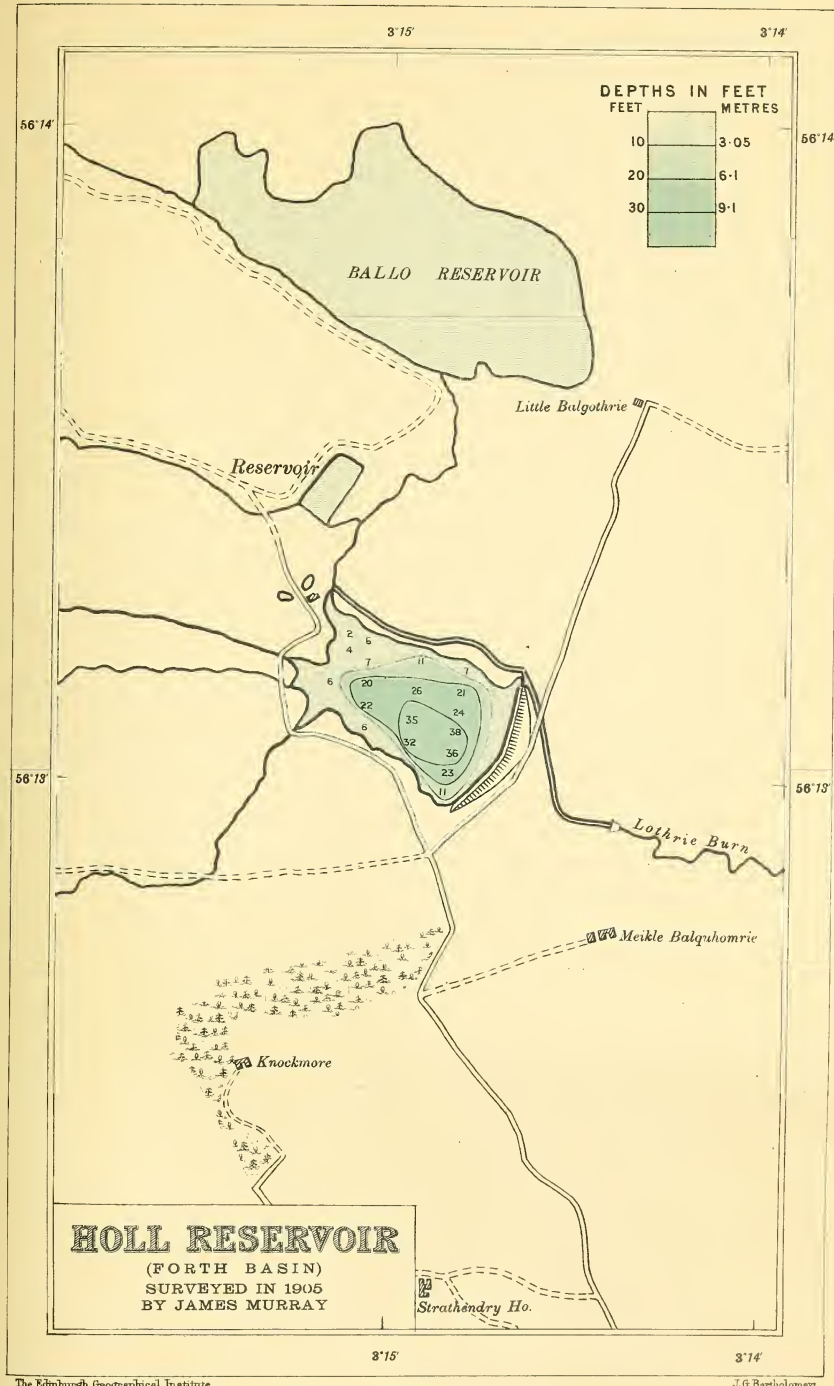 3°15'
3°14'
DEPTHS IN FEET
FEET METRES
10 3·05
20 6·1
30 9·1
56°14'
56°14'
BALLO RESERVOIR
Little Balgothrie
Reservoir
2
5
4
7
11
7
6
20
26
21
22
24
35
6
38
32
36
23
11
56°13'
56°13'
Lothrie Burn
Meikle Balquhomrie
Knockmore
HOLL RESERVOIR
(FORTH BASIN)
SURVEYED IN 1905
BY JAMES MURRAY
Strathendry Ho.
3°15'
3°14'
The Edinburgh Geographical Institute
J.G. Bartholomew